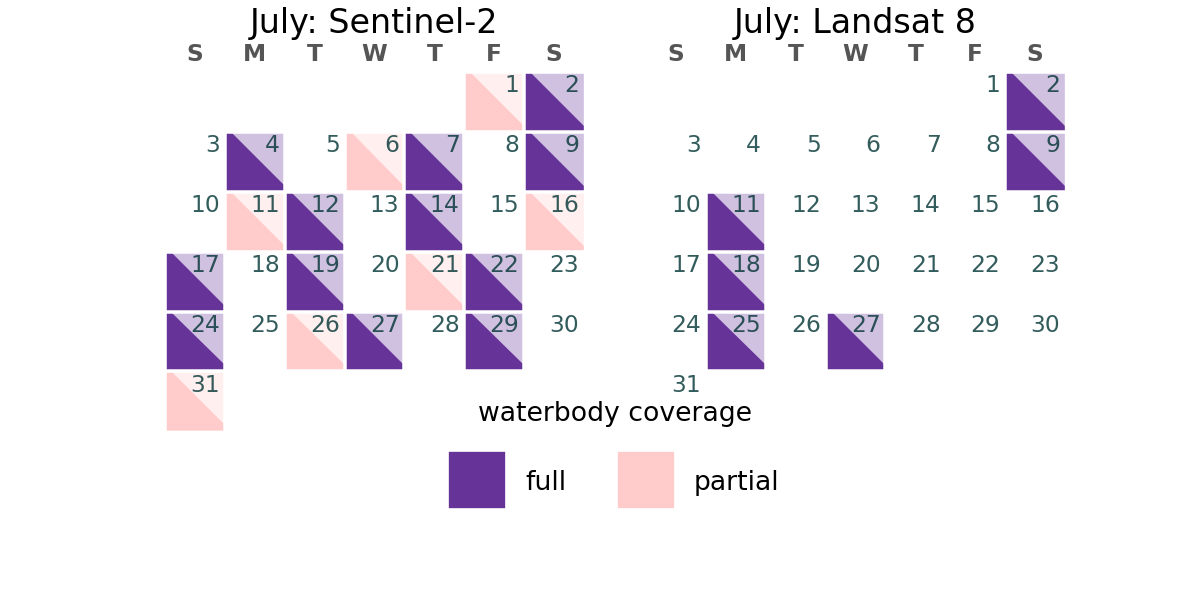 July: Sentinel-2
S M T W T F S
1 2
3 4 5 6 7 8 9
10 11 12 13 14 15 16
17 18 19 20 21 22 23
24 25 26 27 28 29 30
31
July: Landsat 8
S M T W T F S
1 2
3 4 5 6 7 8 9
10 11 12 13 14 15 16
17 18 19 20 21 22 23
24 25 26 27 28 29 30
31
waterbody coverage
full
partial